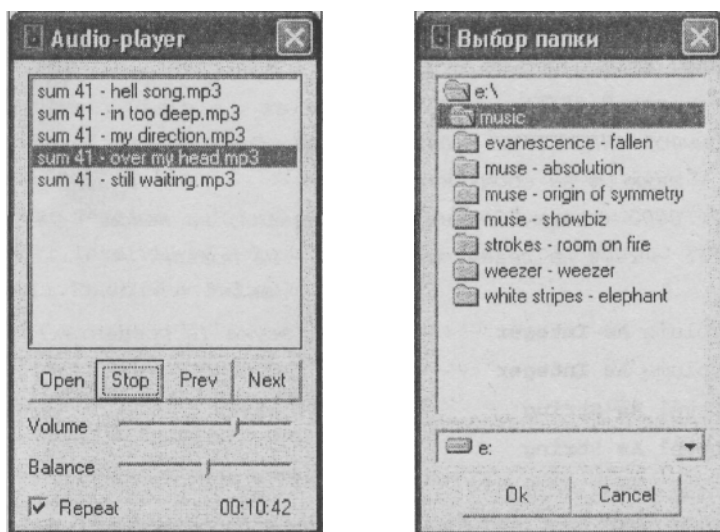 Audio-player
sum 41 - hell song.mp3
sum 41 - in too deep.mp3
sum 41 - my direction.mp3
sum 41 - over my head.mp3
sum 41 - still waiting.mp3
Open Stop Prev Next
Volume
Balance
Repeat 00:10:42
Выбор папки
e:\
music
evanescence - fallen
muse - absolution
muse - origin of symmetry
muse - showbiz
strokes - room on fire
weezer - weezer
white stripes - elephant
e:
Ok Cancel